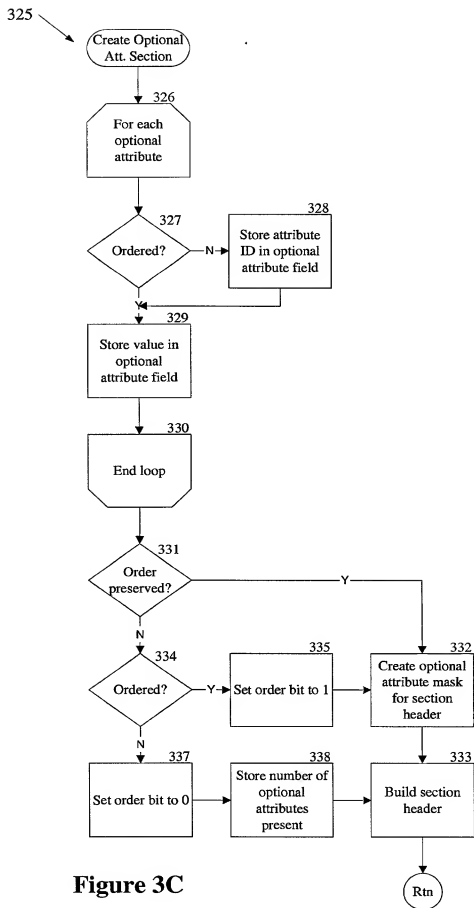 325
Create Optional
Att. Section
326
For each
optional
attribute
327
Ordered?
N
328
Store attribute
ID in optional
attribute field
Y
329
Store value in
optional
attribute field
330
End loop
331
Order
preserved?
Y
N
334
Ordered?
Y
335
Set order bit to 1
332
Create optional
attribute mask
for section
header
N
337
Set order bit to 0
338
Store number of
optional
attributes
present
333
Build section
header
Rtn
Figure 3C